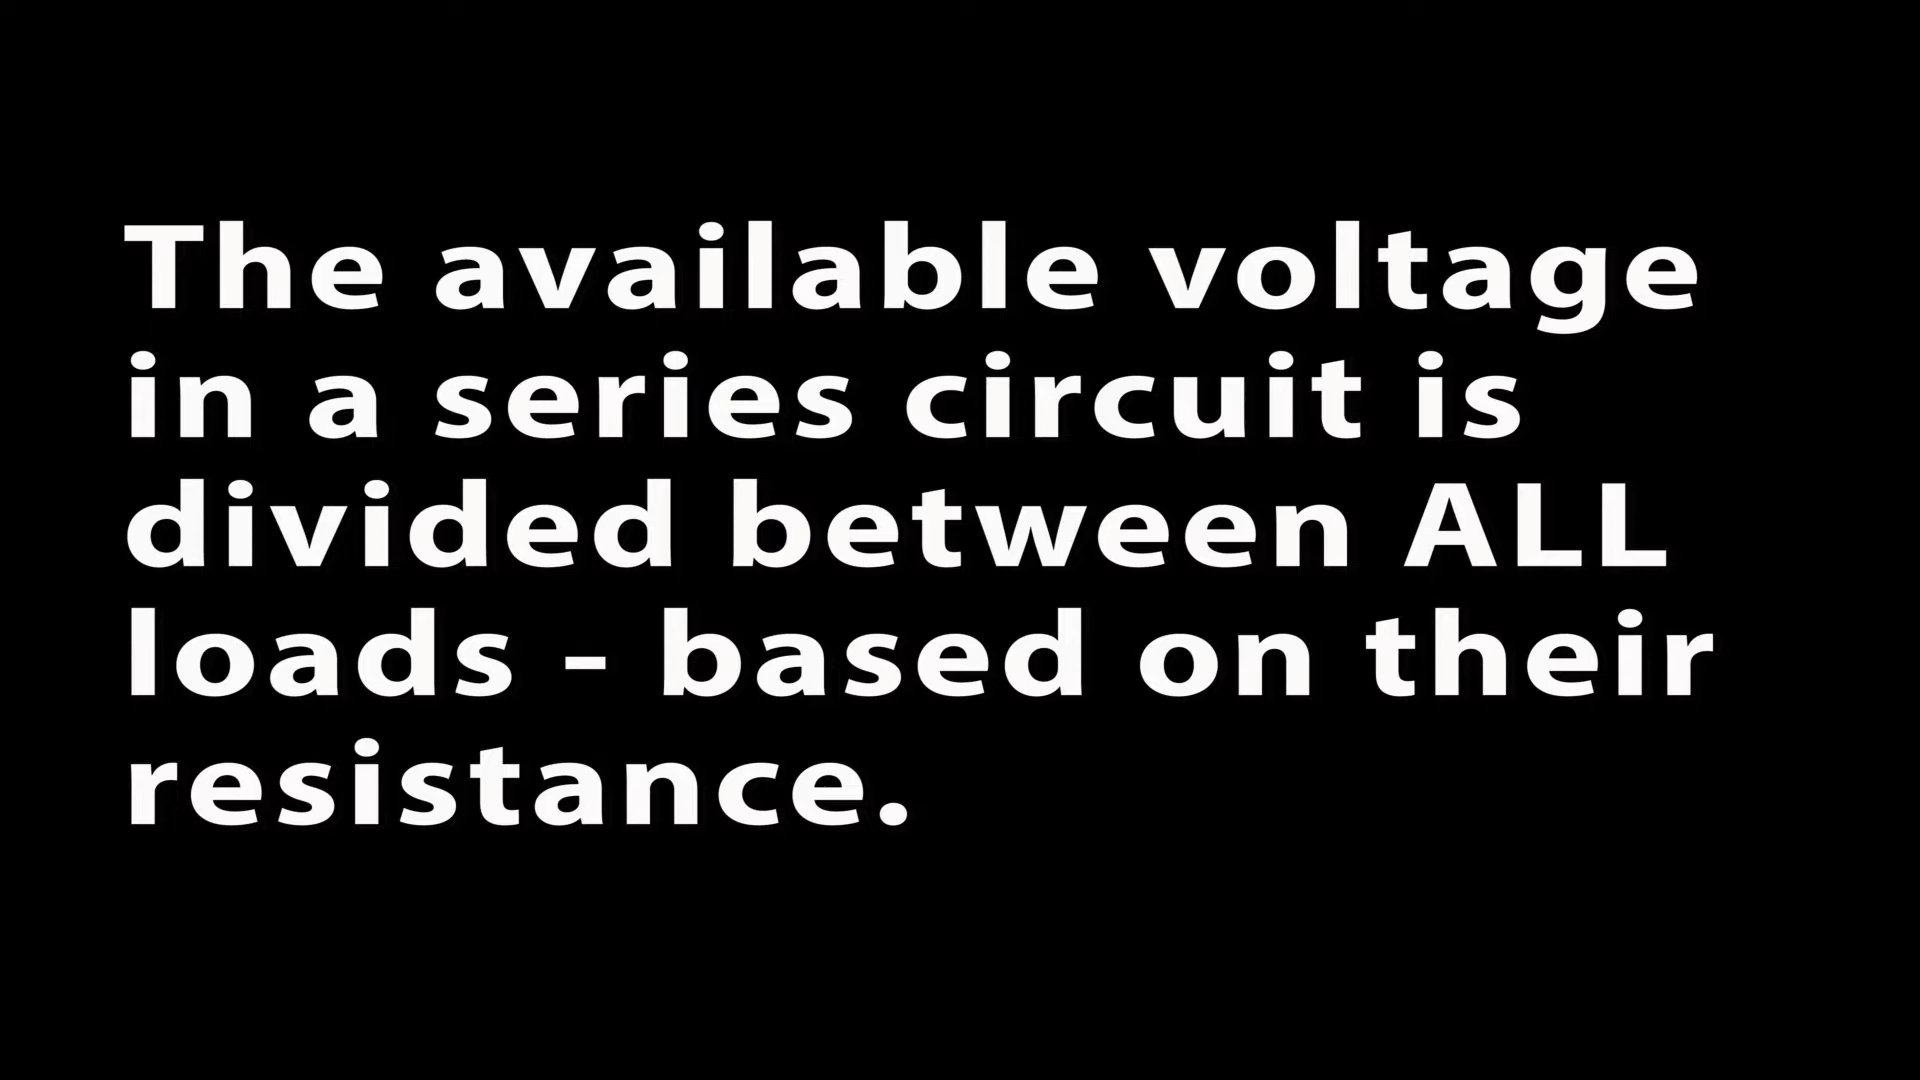 The available voltage
in a series circuit is
divided between ALL
loads - based on their
resistance.